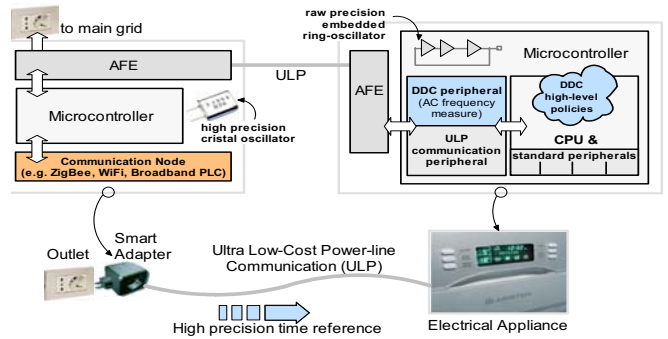 to main grid
AFE
Microcontroller
high precision
cristal oscillator
Communication Node
(e.g. ZigBee, WiFi, Broadband PLC)
ULP
raw precision
embedded
ring-oscillator
Microcontroller
AFE
DDC peripheral
(AC frequency
measure)
ULP
communication
peripheral
DDC
high-level
policies
CPU &
standard peripherals
Outlet
Smart
Adapter
Ultra Low-Cost Power-line
Communication (ULP)
High precision time reference
Electrical Appliance